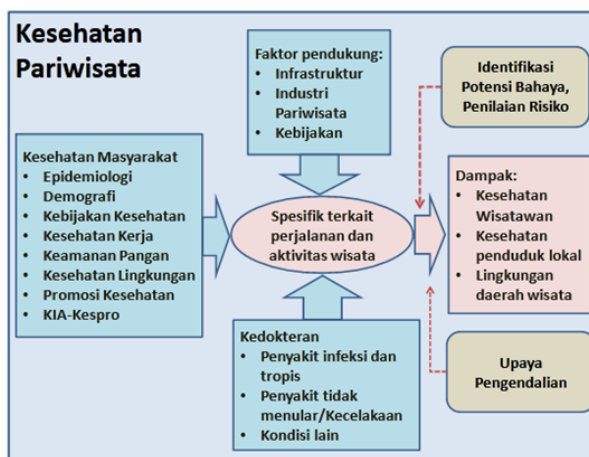 Kesehatan
Pariwisata
Faktor pendukung:
• Infrastruktur
• Industri
Pariwisata
• Kebijakan
Identifikasi
Potensi Bahaya,
Penilaian Risiko
Kesehatan Masyarakat
• Epidemiologi
• Demografi
• Kebijakan Kesehatan
• Kesehatan Kerja
• Keamanan Pangan
• Kesehatan Lingkungan
• Promosi Kesehatan
• KIA-Kespro
Spesifik terkait
perjalanan dan
aktivitas wisata
Dampak:
• Kesehatan
Wisatawan
• Kesehatan
penduduk lokal
• Lingkungan
daerah wisata
Kedokteran
• Penyakit infeksi dan
tropis
• Penyakit tidak
menular/Kecelakaan
• Kondisi lain
Upaya
Pengendalian